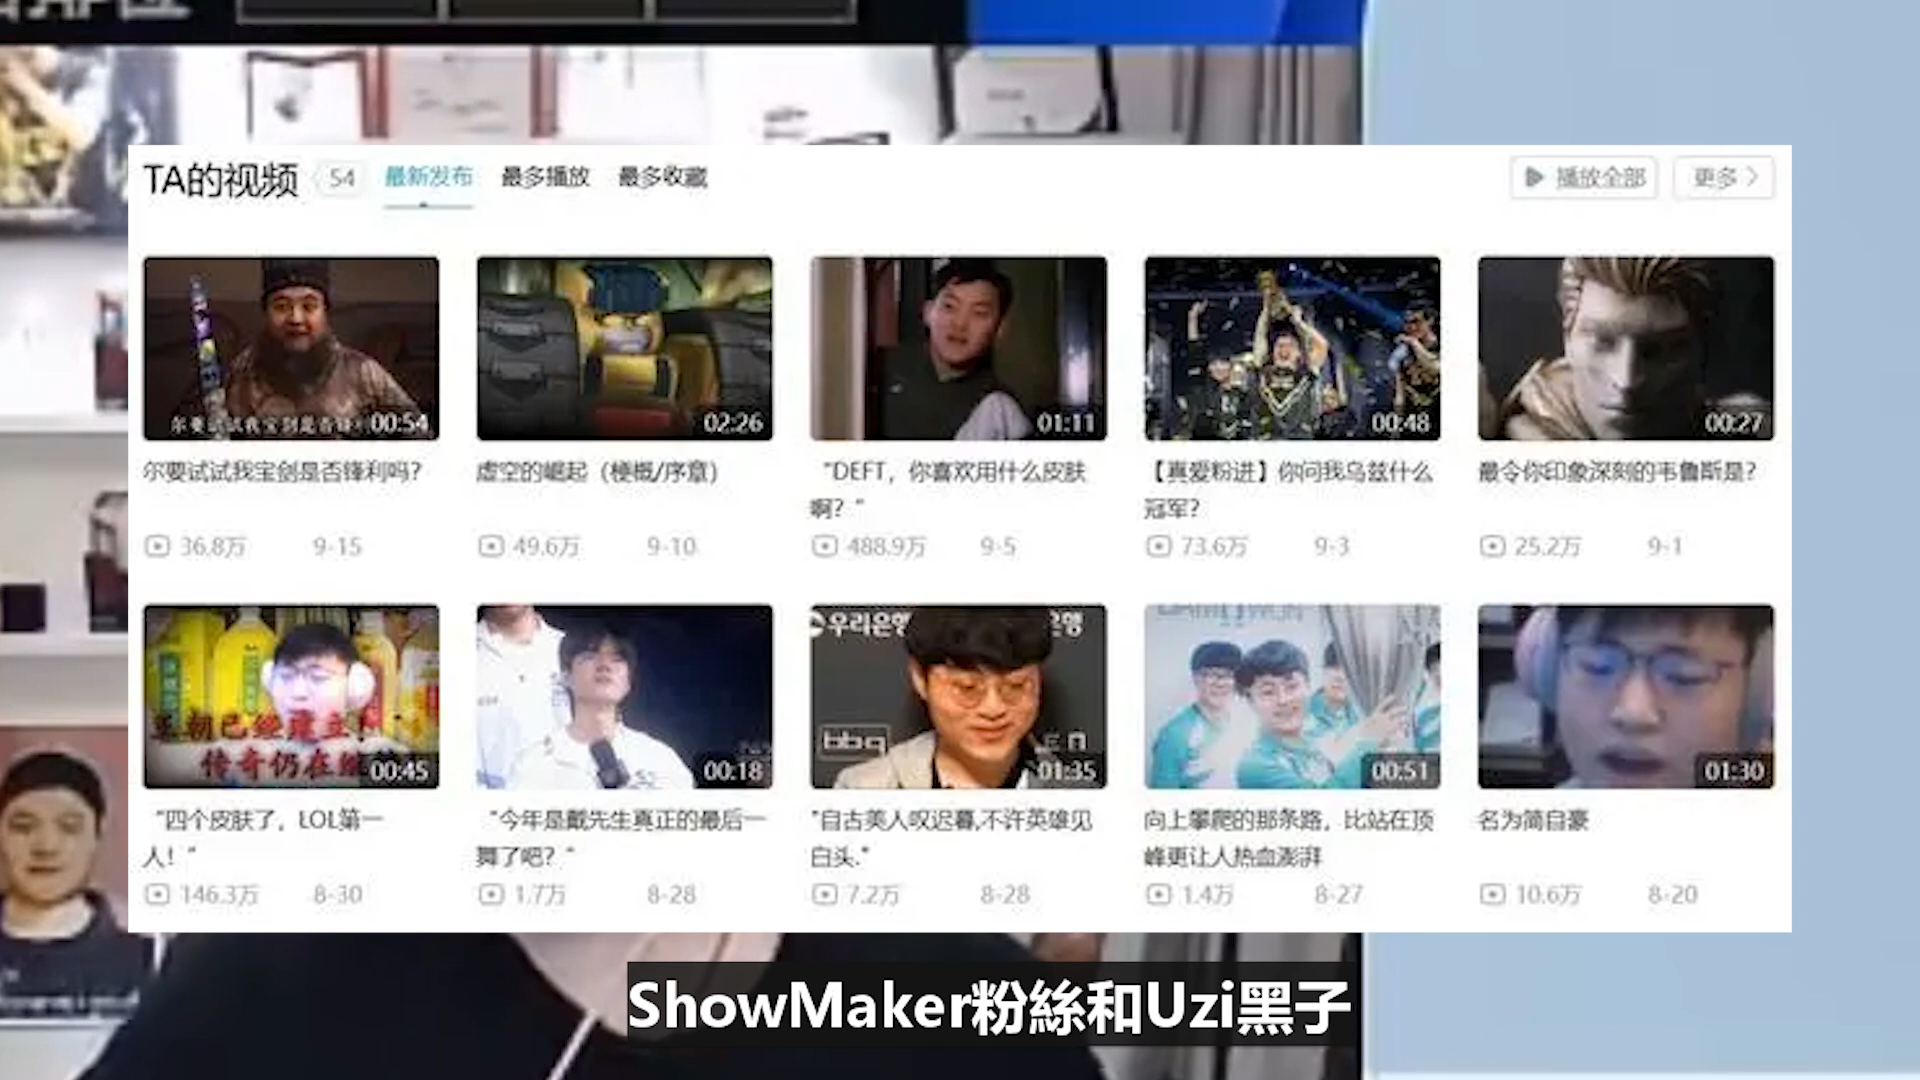 TA的视频 54 最新发布 最多播放 最多收藏 播放全部 更多
00:54 02:26 01:11 00:48 00:27
尔要试试我宝剑是否锋利吗？
虚空的崛起（梗概/序章）
“DEFT，你喜欢用什么皮肤
啊？”
【真爱粉进】你问我乌兹什么
冠军？
最令你印象深刻的韦鲁斯是？
36.8万 9-15 49.6万 9-10 488.9万 9-5 73.6万 9-3 25.2万 9-1
우리은행 은행
bbq
00:45 00:18 01:35 00:51 01:30
“四个皮肤了，LOL第一
人！”
“今年是戴先生真正的最后一
舞了吧？”
"自古美人叹迟暮,不许英雄见
白头."
向上攀爬的那条路，比站在顶
峰更让人热血澎湃
名为简自豪
146.3万 8-30 1.7万 8-28 7.2万 8-28 1.4万 8-27 10.6万 8-20
ShowMaker粉絲和Uzi黑子